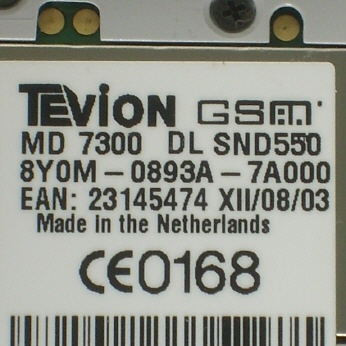 TEVION GSM
MD 7300 DL SND550
8Y0M-0893A-7A000
EAN: 23145474 XII/08/03
Made in the Netherlands
CE0168